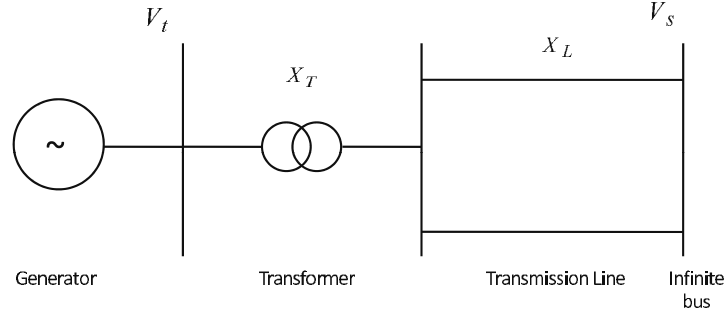 V_t
V_s
X_T
X_L
~
Generator
Transformer
Transmission Line
Infinite
bus